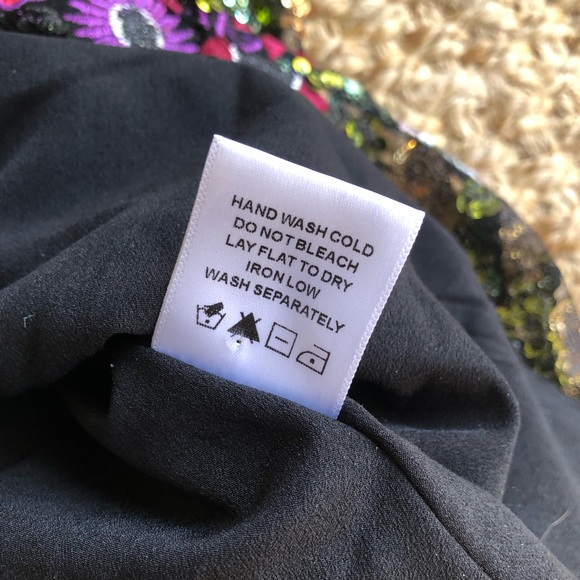 HAND WASH COLD
DO NOT BLEACH
LAY FLAT TO DRY
IRON LOW
WASH SEPARATELY